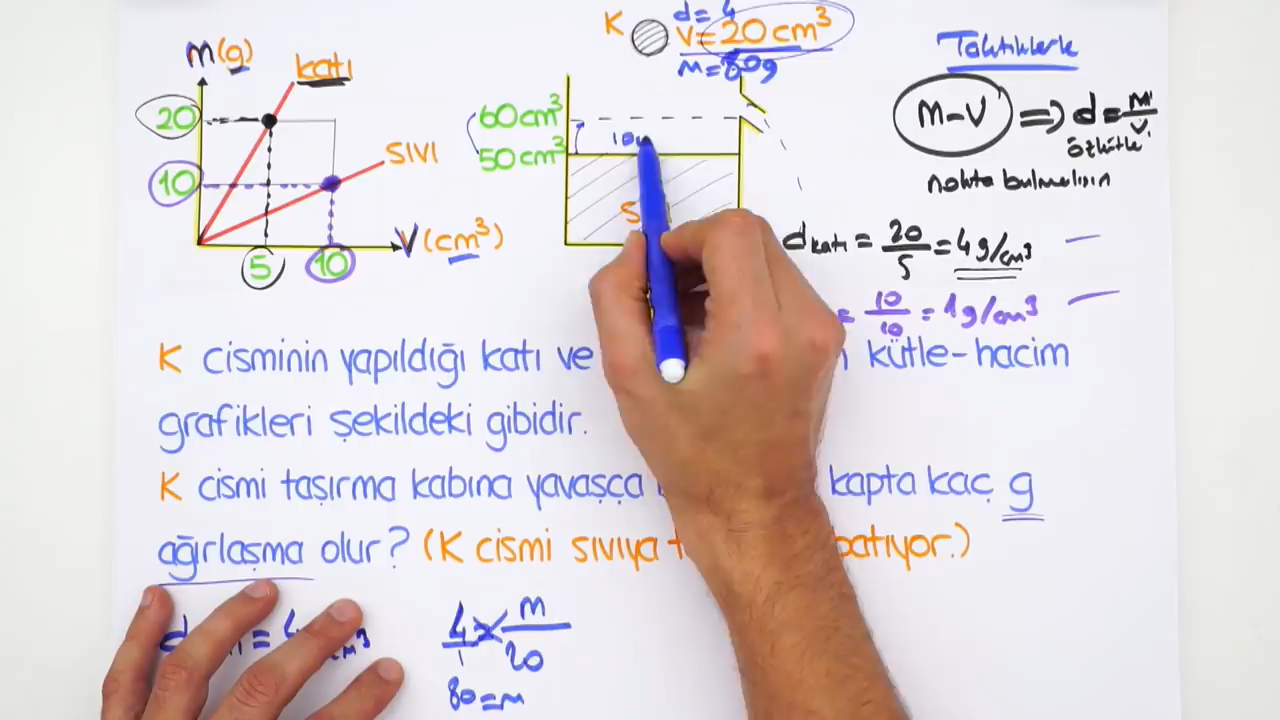 m(g)
katı
20
10
SIVI
5
10
V(cm³)
K
d=4
V=20 cm³
m=80g
60cm³
50cm³
S
Taktiklerle
m-V ⇒ d=m/V
özkütle
nokta bulmalısın
dkatı = 20/5 = 4g/cm³
= 10/10 = 1g/cm³
K cisminin yapıldığı katı ve kütle-hacim
grafikleri şekildeki gibidir.
K cismi taşırma kabına yavaşça kapta kaç g
ağırlaşma olur? (K cismi sıvıya batıyor.)
4/1 m/20
80=m